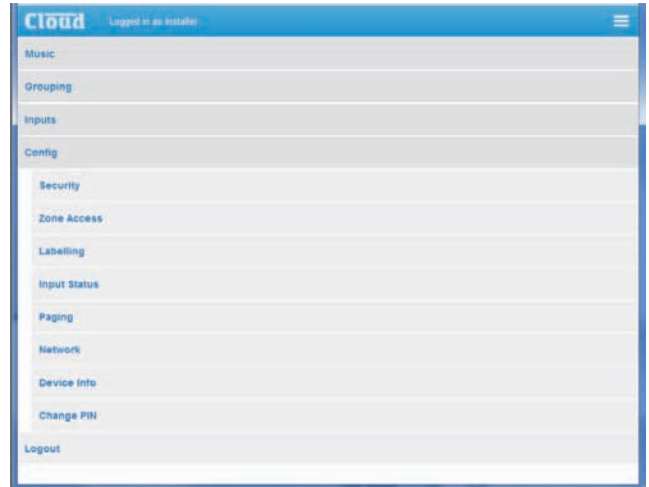 Cloud Logged in as Installer
Music
Grouping
Inputs
Config
Security
Zone Access
Labelling
Input Status
Paging
Network
Device Info
Change PIN
Logout